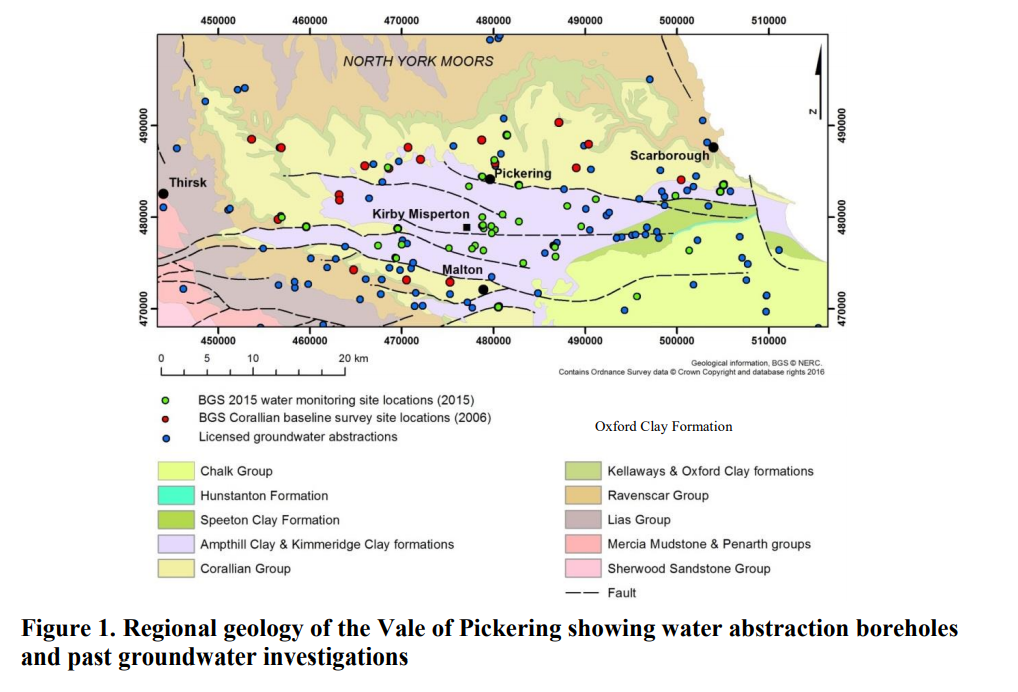 450000 460000 470000 480000 490000 500000 510000
NORTH YORK MOORS
N
490000 490000
Scarborough
Pickering
Thirsk
Kirby Misperton
480000 480000
Malton
470000 470000
450000 460000 470000 480000 490000 500000 510000
0 5 10 20 km
Geological information, BGS © NERC.
Contains Ordnance Survey data © Crown Copyright and database rights 2016
BGS 2015 water monitoring site locations (2015)
BGS Corallian baseline survey site locations (2006)
Licensed groundwater abstractions
Oxford Clay Formation
Chalk Group
Hunstanton Formation
Speeton Clay Formation
Ampthill Clay & Kimmeridge Clay formations
Corallian Group
Kellaways & Oxford Clay formations
Ravenscar Group
Lias Group
Mercia Mudstone & Penarth groups
Sherwood Sandstone Group
Fault
Figure 1. Regional geology of the Vale of Pickering showing water abstraction boreholes
and past groundwater investigations